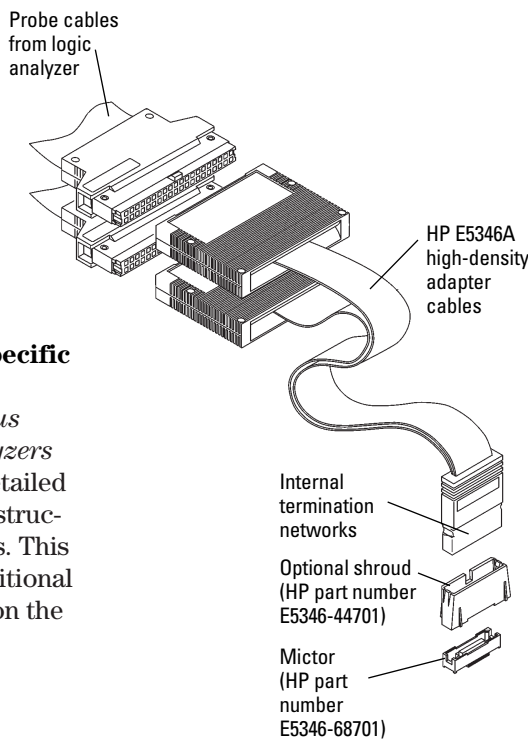 Probe cables
from logic
analyzer
HP E5346A
high-density
adapter
cables
ecific
us
yzers
tailed
struc-
s. This
itional
on the
Internal
termination
networks
Optional shroud
(HP part number
E5346-44701)
Mictor
(HP part
number
E5346-68701)